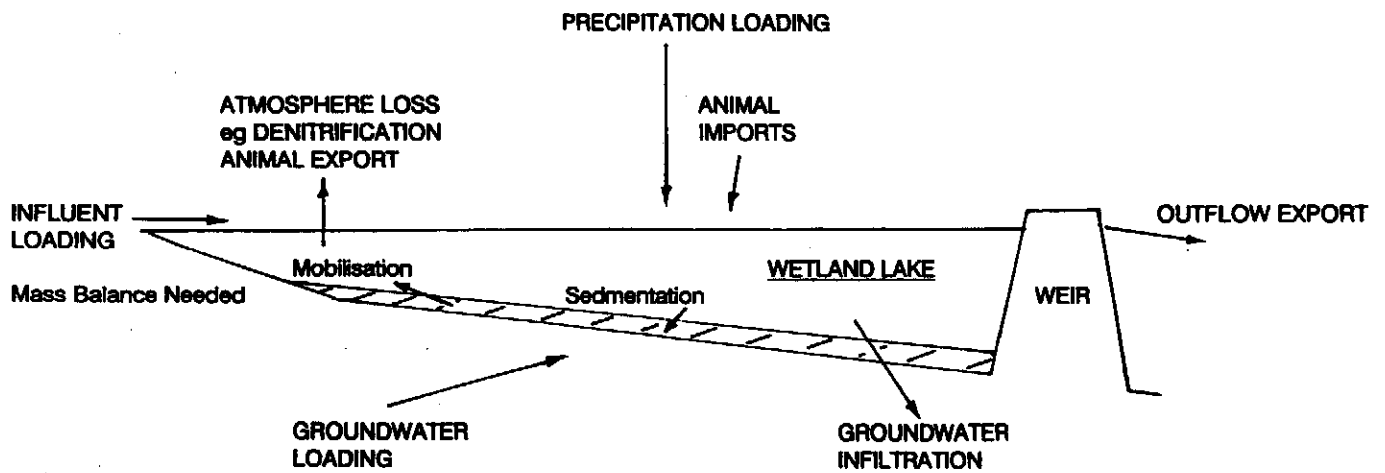 PRECIPITATION LOADING
ATMOSPHERE LOSS
eg DENITRIFICATION
ANIMAL EXPORT
ANIMAL
IMPORTS
INFLUENT
LOADING
OUTFLOW EXPORT
Mobilisation
WETLAND LAKE
Mass Balance Needed
Sedmentation
WEIR
GROUNDWATER
LOADING
GROUNDWATER
INFILTRATION